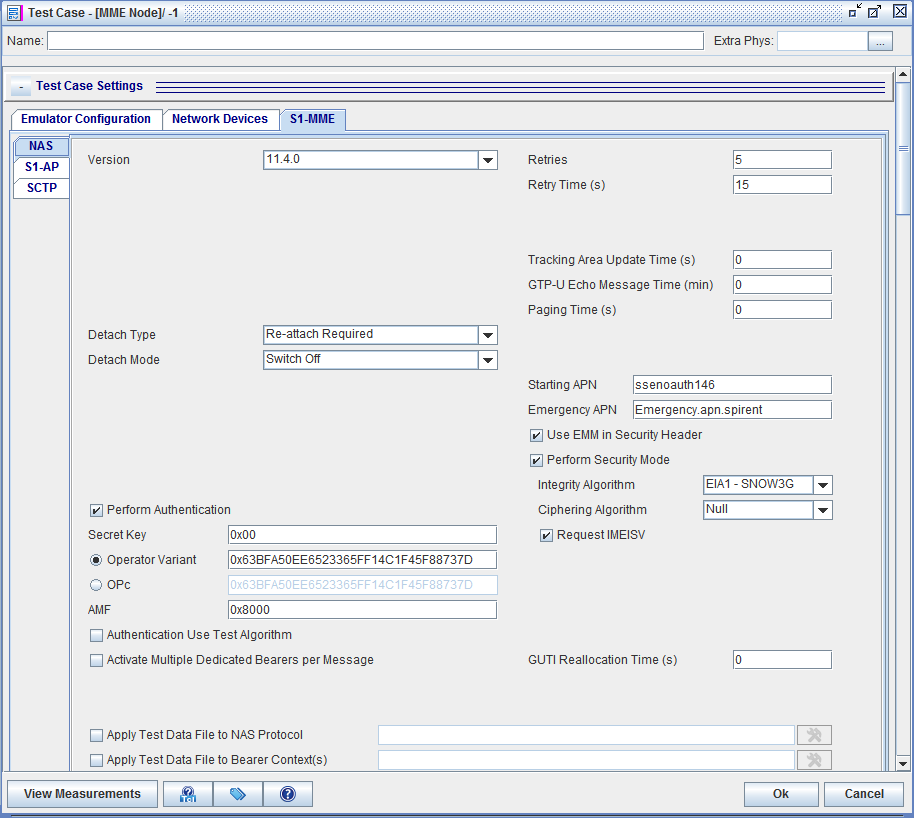 Test Case - [MME Node]/ -1
Name:
Extra Phys:
...
- Test Case Settings
Emulator Configuration
Network Devices
S1-MME
NAS
S1-AP
SCTP
Version 11.4.0
Retries 5
Retry Time (s) 15
Tracking Area Update Time (s) 0
GTP-U Echo Message Time (min) 0
Paging Time (s) 0
Detach Type Re-attach Required
Detach Mode Switch Off
Starting APN ssenoauth146
Emergency APN Emergency.apn.spirent
Use EMM in Security Header
Perform Security Mode
Integrity Algorithm EIA1 - SNOW3G
Perform Authentication
Ciphering Algorithm Null
Secret Key 0x00
Request IMEISV
Operator Variant 0x63BFA50EE6523365FF14C1F45F88737D
OPc 0x63BFA50EE6523365FF14C1F45F88737D
AMF 0x8000
Authentication Use Test Algorithm
Activate Multiple Dedicated Bearers per Message
GUTI Reallocation Time (s) 0
Apply Test Data File to NAS Protocol
Apply Test Data File to Bearer Context(s)
View Measurements
? Tcl
?
Ok
Cancel